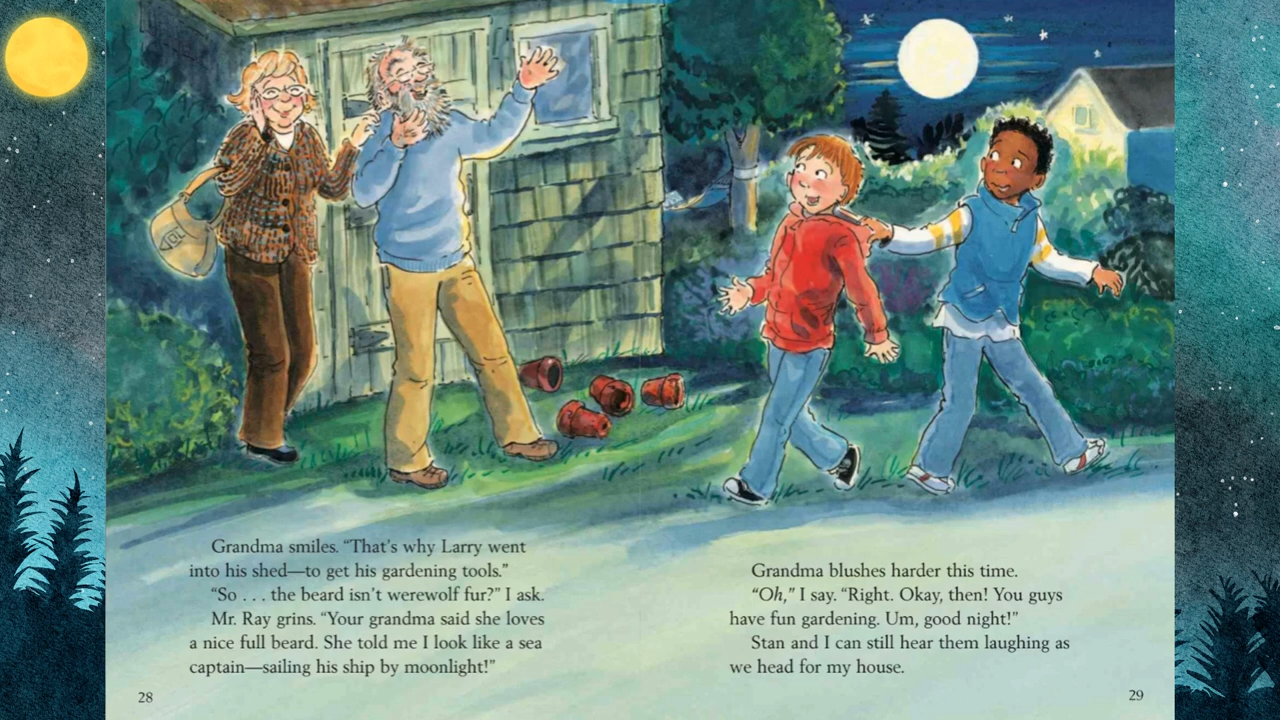 Grandma smiles. “That’s why Larry went
into his shed—to get his gardening tools.”
“So . . . the beard isn’t werewolf fur?” I ask.
Mr. Ray grins. “Your grandma said she loves
a nice full beard. She told me I look like a sea
captain—sailing his ship by moonlight!”
28
Grandma blushes harder this time.
“Oh,” I say. “Right. Okay, then! You guys
have fun gardening. Um, good night!”
Stan and I can still hear them laughing as
we head for my house.
29